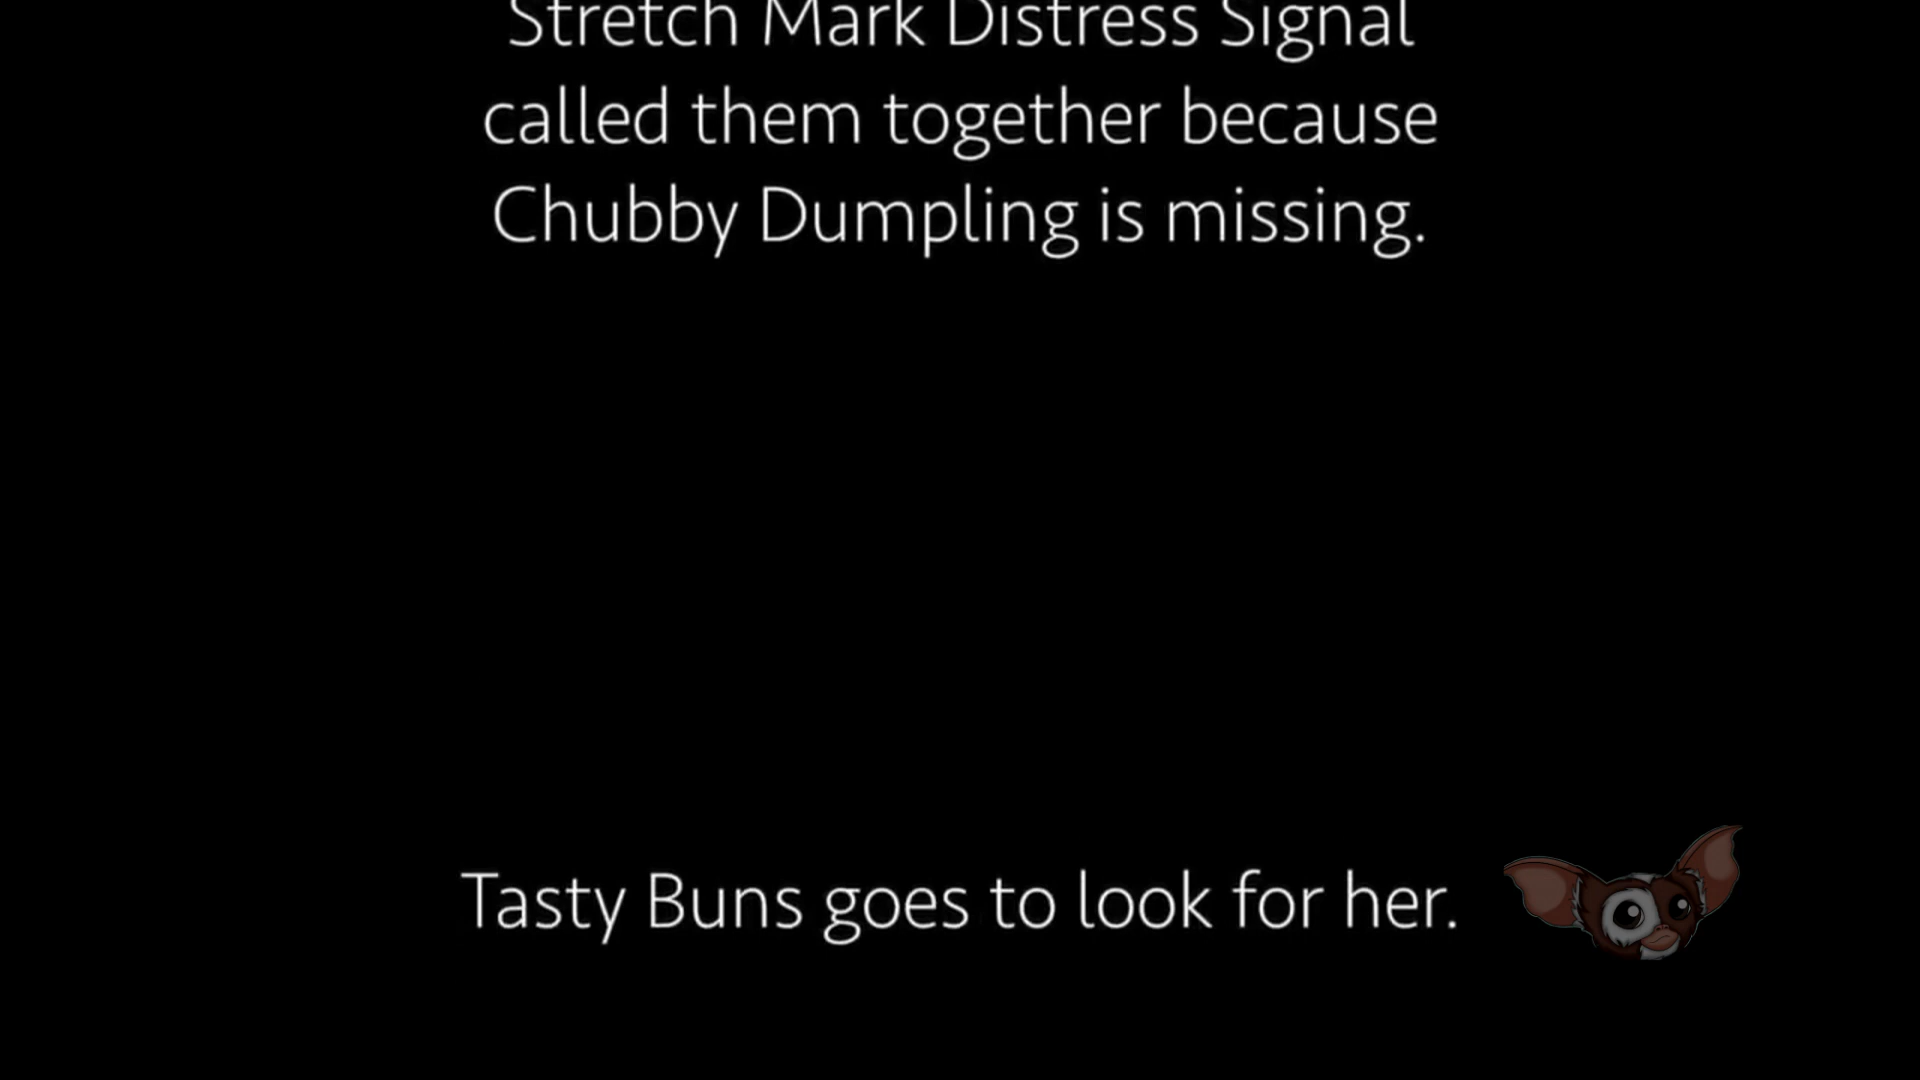 Stretch Mark Distress Signal
called them together because
Chubby Dumpling is missing.
Tasty Buns goes to look for her.